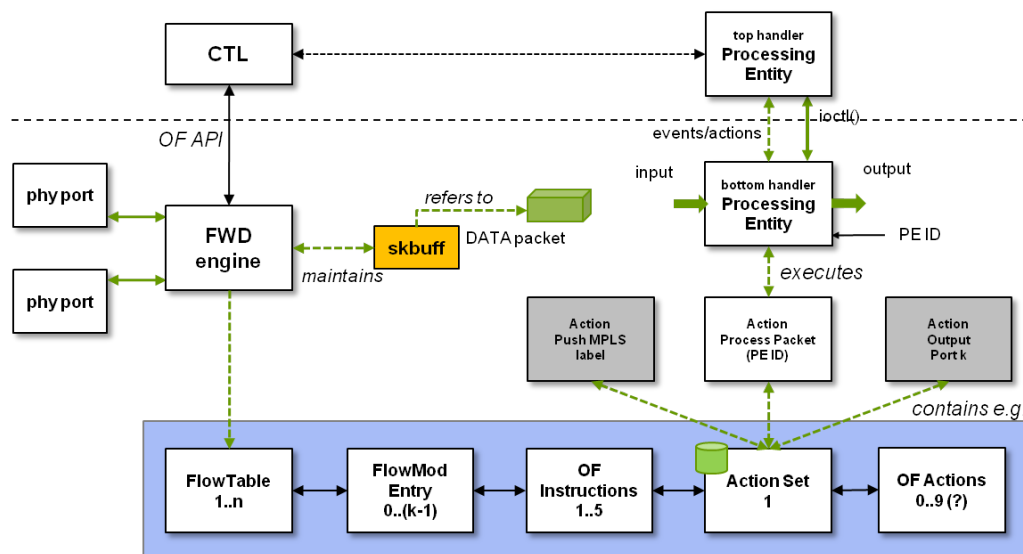 CTL
top handler
Processing
Entity
OF API
events/actions
ioctl()
phy port
FWD
engine
maintains
skbuff
refers to
DATA packet
input
bottom handler
Processing
Entity
output
PE ID
executes
phy port
Action
Push MPLS
label
Action
Process Packet
(PE ID)
Action
Output
Port k
contains e.g
FlowTable
1..n
FlowMod
Entry
0..(k-1)
OF
Instructions
1..5
Action Set
1
OF Actions
0..9 (?)